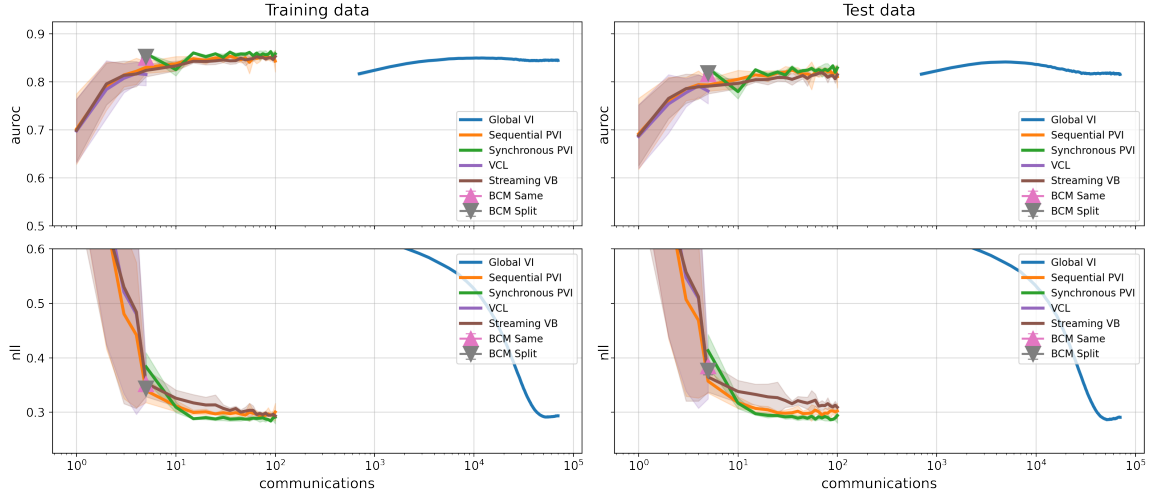 Training data
auroc
0.9
0.8
0.7
0.6
0.5
Global VI
Sequential PVI
Synchronous PVI
VCL
Streaming VB
BCM Same
BCM Split
Test data
auroc
0.9
0.8
0.7
0.6
0.5
Global VI
Sequential PVI
Synchronous PVI
VCL
Streaming VB
BCM Same
BCM Split
nll
0.6
0.5
0.4
0.3
Global VI
Sequential PVI
Synchronous PVI
VCL
Streaming VB
BCM Same
BCM Split
10⁰ 10¹ 10² 10³ 10⁴ 10⁵
communications
nll
0.6
0.5
0.4
0.3
Global VI
Sequential PVI
Synchronous PVI
VCL
Streaming VB
BCM Same
BCM Split
10⁰ 10¹ 10² 10³ 10⁴ 10⁵
communications